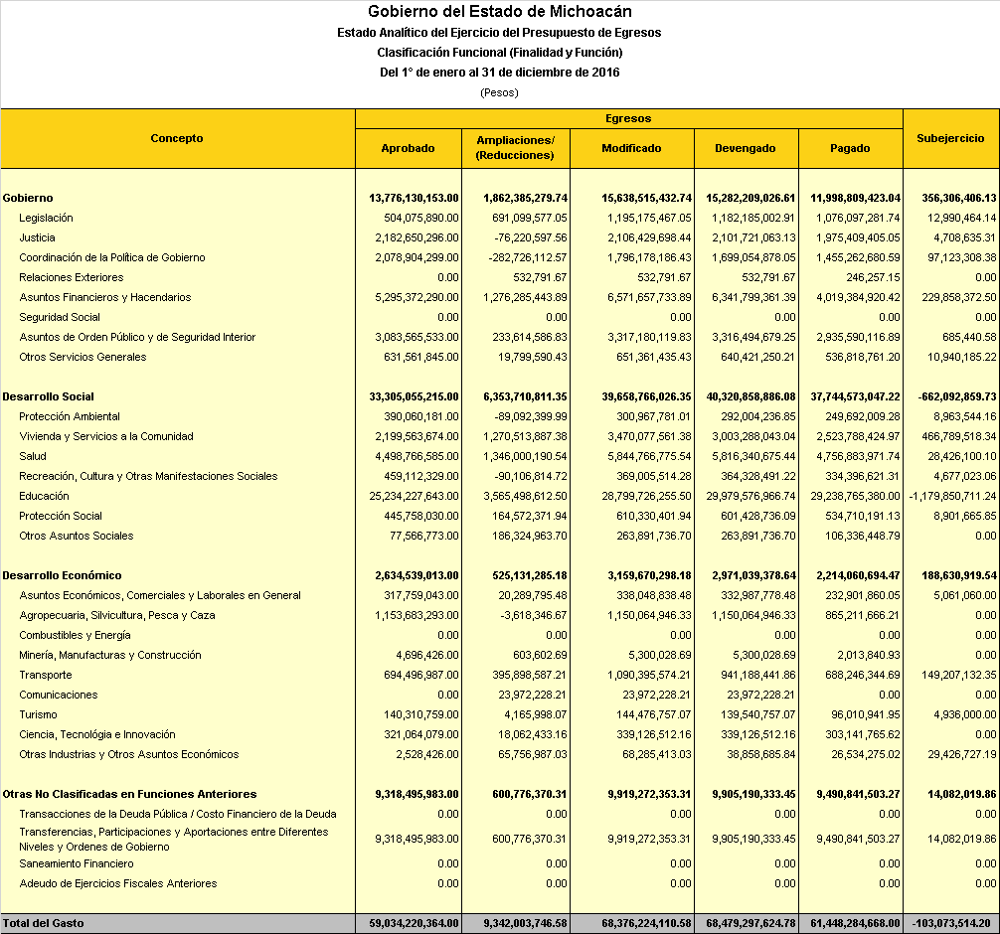 Gobierno del Estado de Michoacán
Estado Analítico del Ejercicio del Presupuesto de Egresos
Clasificación Funcional (Finalidad y Función)
Del 1° de enero al 31 de diciembre de 2016
(Pesos)
Concepto Egresos Subejercicio
Aprobado Ampliaciones/ (Reducciones) Modificado Devengado Pagado
Gobierno 13,776,130,153.00 1,862,385,279.74 15,638,515,432.74 15,282,209,026.61 11,998,809,423.04 356,306,406.13
Legislación 504,075,890.00 691,099,577.05 1,195,175,467.05 1,182,185,002.91 1,076,097,281.74 12,990,464.14
Justicia 2,182,650,296.00 -76,220,597.56 2,106,429,698.44 2,101,721,063.13 1,975,409,405.05 4,708,635.31
Coordinación de la Política de Gobierno 2,078,904,299.00 -282,726,112.57 1,796,178,186.43 1,699,054,878.05 1,455,262,680.59 97,123,308.38
Relaciones Exteriores 0.00 532,791.67 532,791.67 532,791.67 246,257.15 0.00
Asuntos Financieros y Hacendarios 5,295,372,290.00 1,276,285,443.89 6,571,657,733.89 6,341,799,361.39 4,019,384,920.42 229,858,372.50
Seguridad Social 0.00 0.00 0.00 0.00 0.00 0.00
Asuntos de Orden Público y de Seguridad Interior 3,083,565,533.00 233,614,586.83 3,317,180,119.83 3,316,494,679.25 2,935,590,116.89 685,440.58
Otros Servicios Generales 631,561,845.00 19,799,590.43 651,361,435.43 640,421,250.21 536,818,761.20 10,940,185.22
Desarrollo Social 33,305,055,215.00 6,353,710,811.35 39,658,766,026.35 40,320,858,886.08 37,744,573,047.22 -662,092,859.73
Protección Ambiental 390,060,181.00 -89,092,399.99 300,967,781.01 292,004,236.85 249,692,009.28 8,963,544.16
Vivienda y Servicios a la Comunidad 2,199,563,674.00 1,270,513,887.38 3,470,077,561.38 3,003,288,043.04 2,523,788,424.97 466,789,518.34
Salud 4,498,766,585.00 1,346,000,190.54 5,844,766,775.54 5,816,340,675.44 4,756,883,971.74 28,426,100.10
Recreación, Cultura y Otras Manifestaciones Sociales 459,112,329.00 -90,106,814.72 369,005,514.28 364,328,491.22 334,396,621.31 4,677,023.06
Educación 25,234,227,643.00 3,565,498,612.50 28,799,726,255.50 29,979,576,966.74 29,238,765,380.00 -1,179,850,711.24
Protección Social 445,758,030.00 164,572,371.94 610,330,401.94 601,428,736.09 534,710,191.13 8,901,665.85
Otros Asuntos Sociales 77,566,773.00 186,324,963.70 263,891,736.70 263,891,736.70 106,336,448.79 0.00
Desarrollo Económico 2,634,539,013.00 525,131,285.18 3,159,670,298.18 2,971,039,378.64 2,214,060,694.47 188,630,919.54
Asuntos Económicos, Comerciales y Laborales en General 317,759,043.00 20,289,795.48 338,048,838.48 332,987,778.48 232,901,860.05 5,061,060.00
Agropecuaria, Silvicultura, Pesca y Caza 1,153,683,293.00 -3,618,346.67 1,150,064,946.33 1,150,064,946.33 865,211,666.21 0.00
Combustibles y Energía 0.00 0.00 0.00 0.00 0.00 0.00
Minería, Manufacturas y Construcción 4,696,426.00 603,602.69 5,300,028.69 5,300,028.69 2,013,840.93 0.00
Transporte 694,496,987.00 395,898,587.21 1,090,395,574.21 941,188,441.86 688,246,344.69 149,207,132.35
Comunicaciones 0.00 23,972,228.21 23,972,228.21 23,972,228.21 0.00 0.00
Turismo 140,310,759.00 4,165,998.07 144,476,757.07 139,540,757.07 96,010,941.95 4,936,000.00
Ciencia, Tecnológia e Innovación 321,064,079.00 18,062,433.16 339,126,512.16 339,126,512.16 303,141,765.62 0.00
Otras Industrias y Otros Asuntos Económicos 2,528,426.00 65,756,987.03 68,285,413.03 38,858,685.84 26,534,275.02 29,426,727.19
Otras No Clasificadas en Funciones Anteriores 9,318,495,983.00 600,776,370.31 9,919,272,353.31 9,905,190,333.45 9,490,841,503.27 14,082,019.86
Transacciones de la Deuda Pública / Costo Financiero de la Deuda 0.00 0.00 0.00 0.00 0.00 0.00
Transferencias, Participaciones y Aportaciones entre Diferentes
Niveles y Ordenes de Gobierno 9,318,495,983.00 600,776,370.31 9,919,272,353.31 9,905,190,333.45 9,490,841,503.27 14,082,019.86
Saneamiento Financiero 0.00 0.00 0.00 0.00 0.00 0.00
Adeudo de Ejercicios Fiscales Anteriores 0.00 0.00 0.00 0.00 0.00 0.00
Total del Gasto 59,034,220,364.00 9,342,003,746.58 68,376,224,110.58 68,479,297,624.78 61,448,284,668.00 -103,073,514.20